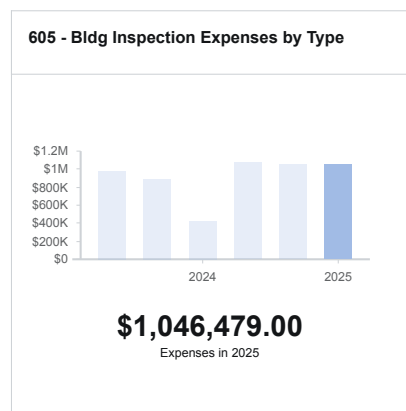 605 - Bldg Inspection Expenses by Type
$1.2M
$1M
$800K
$600K
$400K
$200K
$0
2024
2025
$1,046,479.00
Expenses in 2025